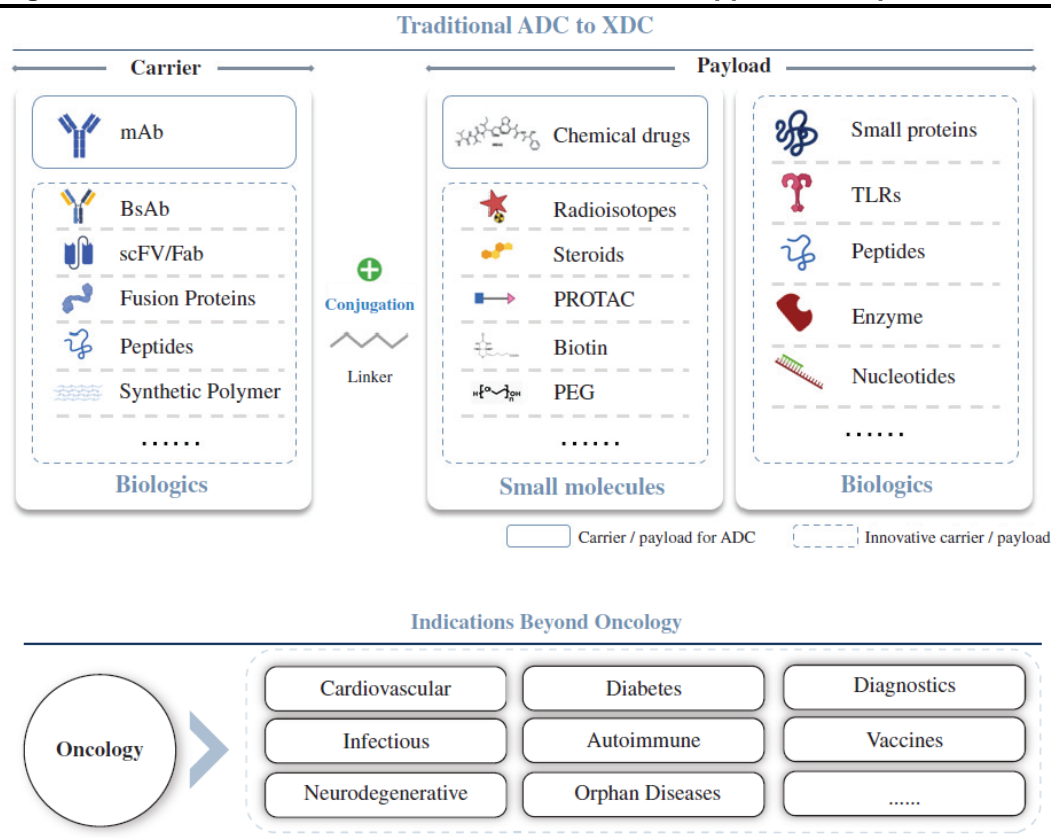 Traditional ADC to XDC
Carrier
Payload
mAb
BsAb
scFV/Fab
Fusion Proteins
Peptides
Synthetic Polymer
......
Biologics
Conjugation
Linker
Chemical drugs
Radioisotopes
Steroids
PROTAC
Biotin
PEG
......
Small molecules
Small proteins
TLRs
Peptides
Enzyme
Nucleotides
......
Biologics
Carrier / payload for ADC
Innovative carrier / payload
Indications Beyond Oncology
Oncology
Cardiovascular
Diabetes
Diagnostics
Infectious
Autoimmune
Vaccines
Neurodegenerative
Orphan Diseases
......